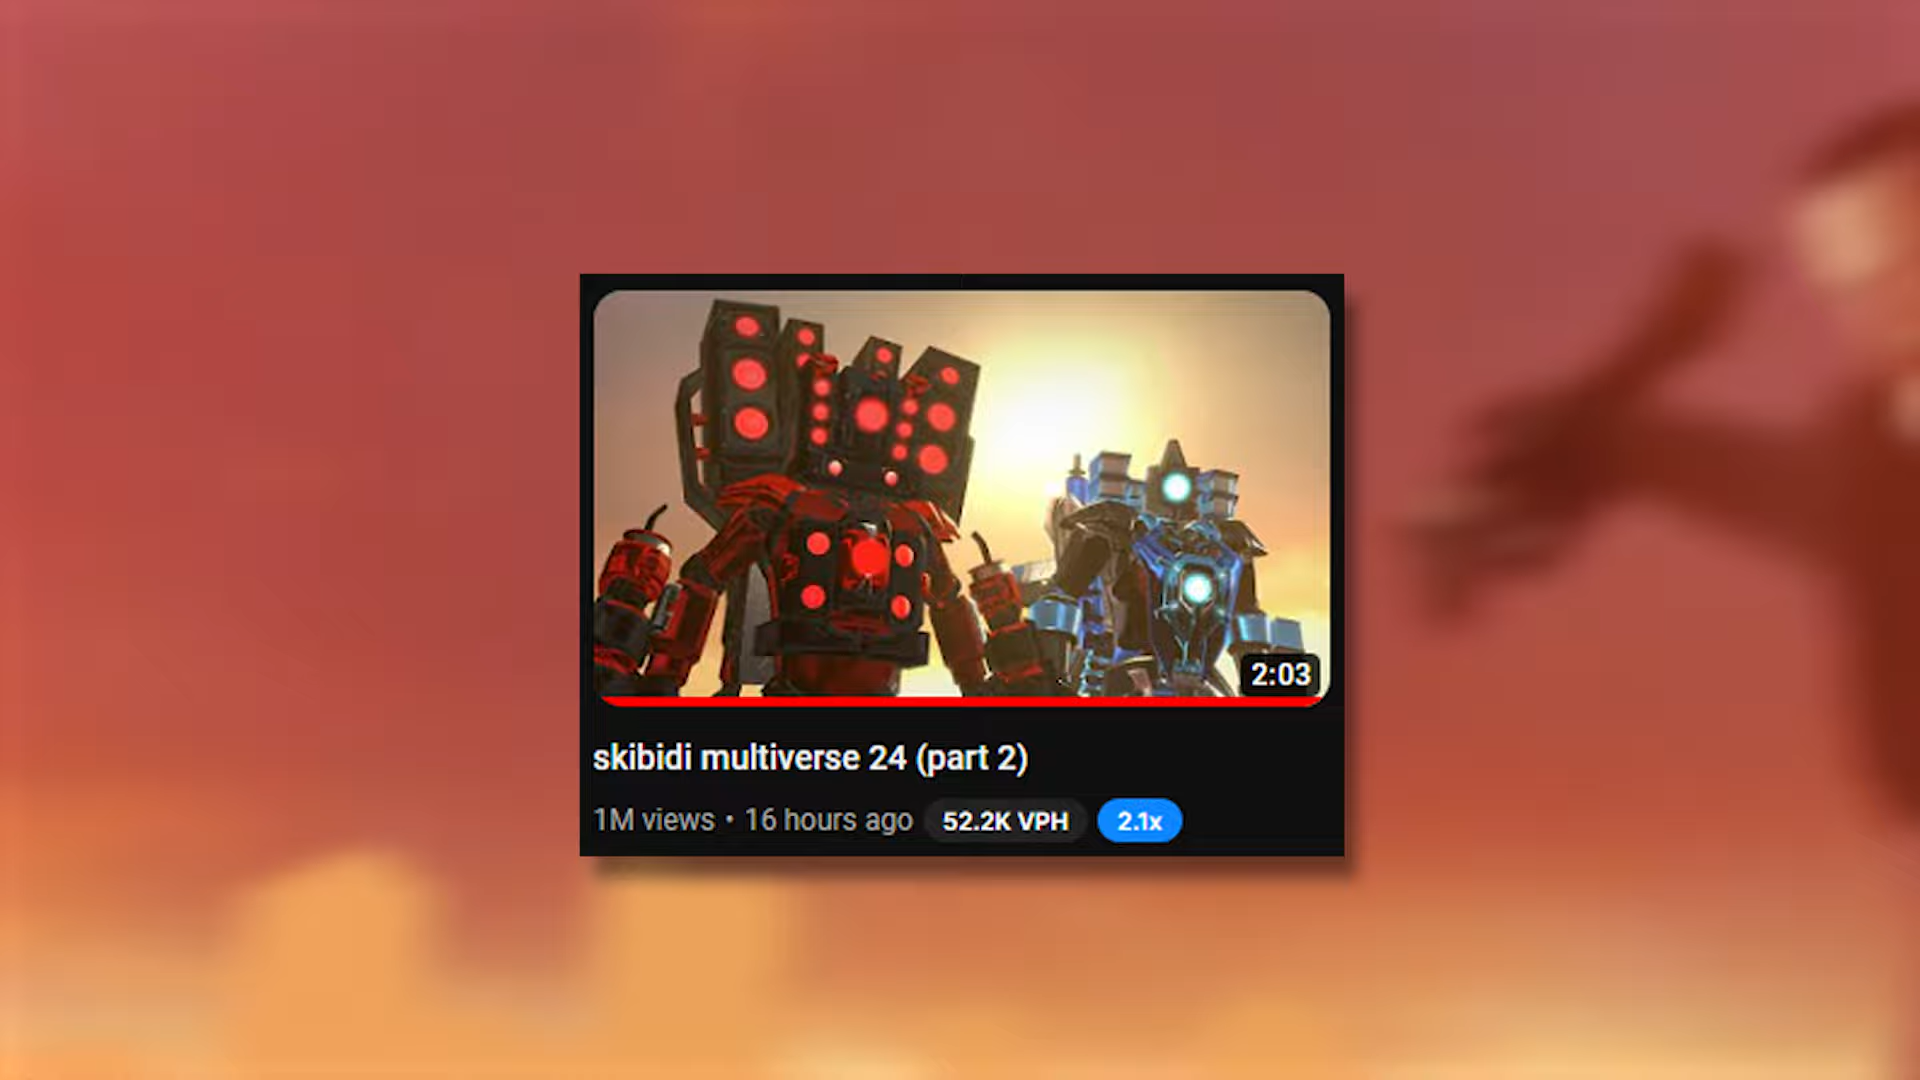 2:03
skibidi multiverse 24 (part 2)
1M views • 16 hours ago 52.2K VPH 2.1x